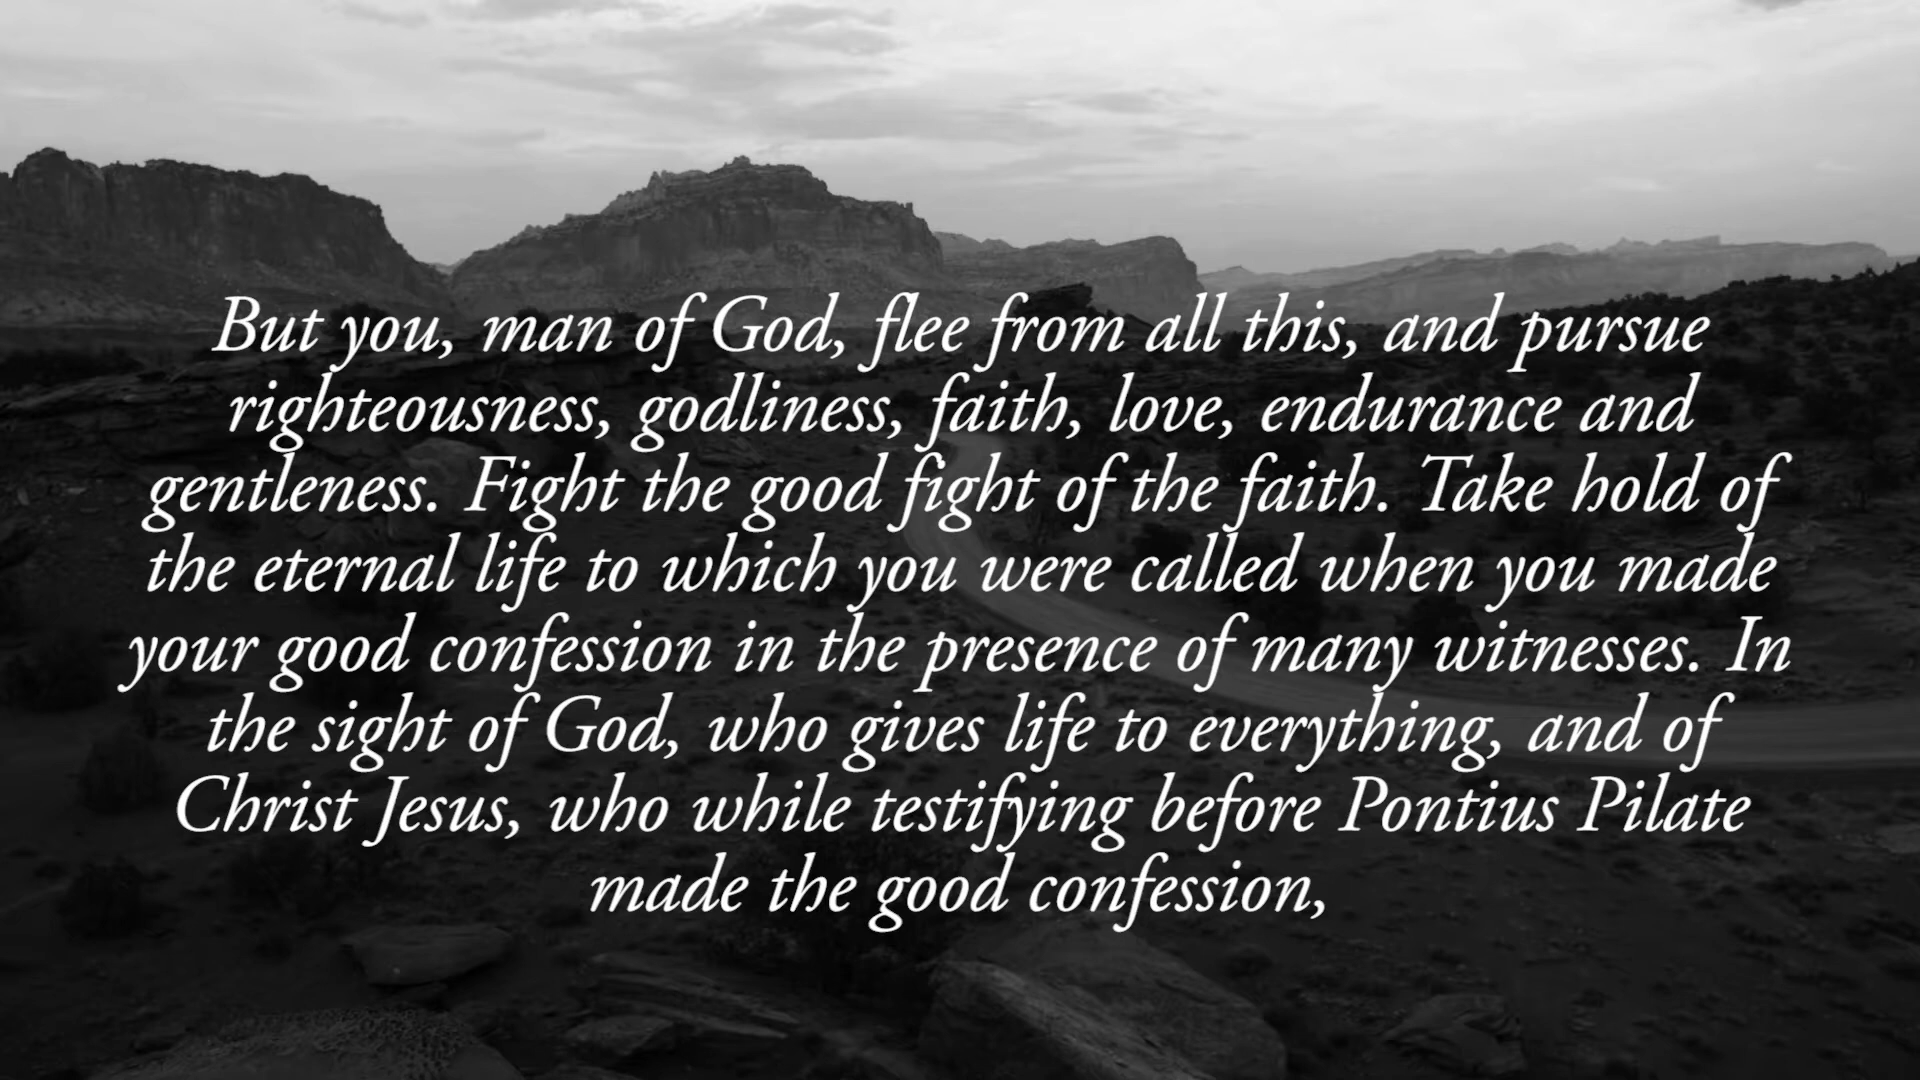 But you, man of God, flee from all this, and pursue
righteousness, godliness, faith, love, endurance and
gentleness. Fight the good fight of the faith. Take hold of
the eternal life to which you were called when you made
your good confession in the presence of many witnesses. In
the sight of God, who gives life to everything, and of
Christ Jesus, who while testifying before Pontius Pilate
made the good confession,